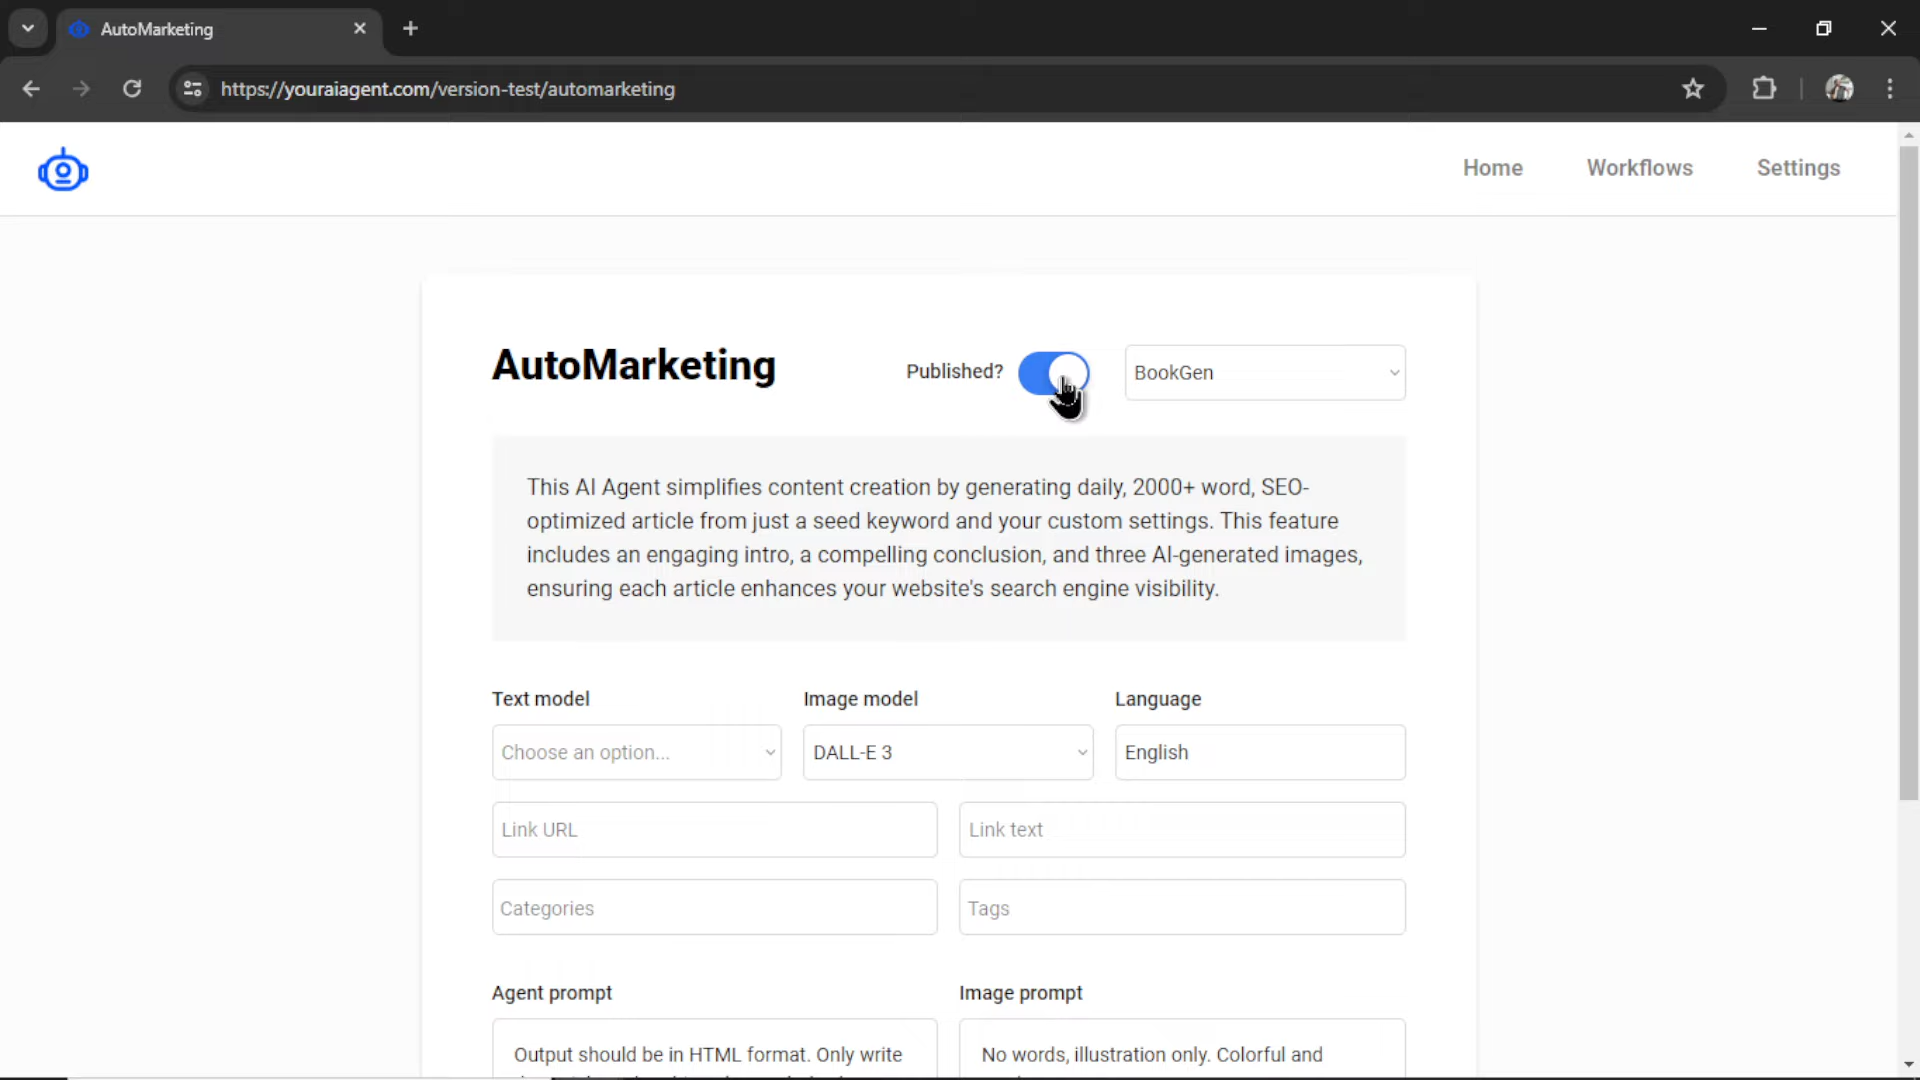 AutoMarketing
https://youraiagent.com/version-test/automarketing
Home Workflows Settings
AutoMarketing Published? BookGen
This AI Agent simplifies content creation by generating daily, 2000+ word, SEO-
optimized article from just a seed keyword and your custom settings. This feature
includes an engaging intro, a compelling conclusion, and three AI-generated images,
ensuring each article enhances your website's search engine visibility.
Text model Image model Language
Choose an option... DALL-E 3 English
Link URL Link text
Categories Tags
Agent prompt Image prompt
Output should be in HTML format. Only write No words, illustration only. Colorful and